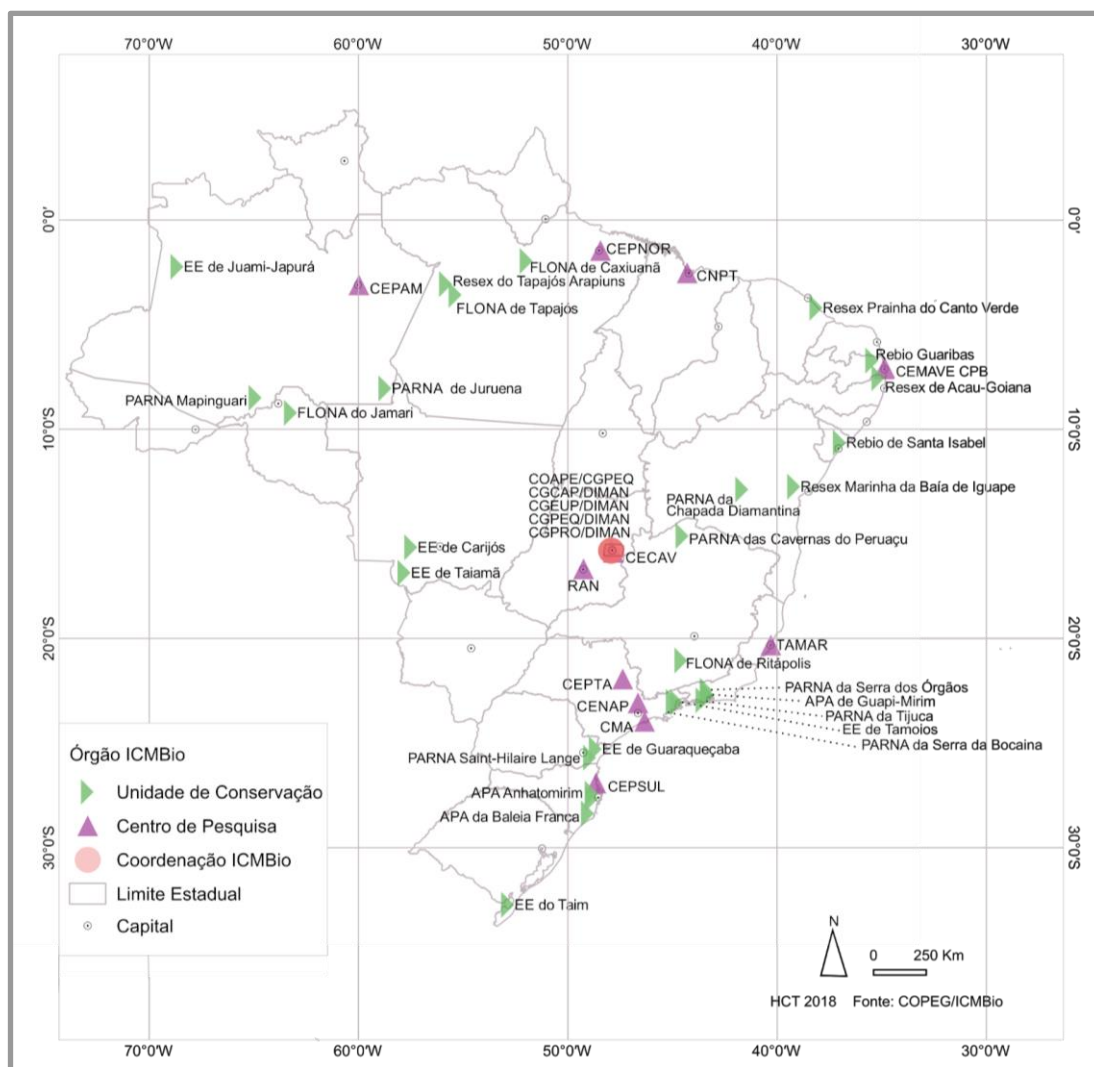 70°0'W 60°0'W 50°0'W 40°0'W 30°0'W
0°0' 0°0'
CEPNOR
EE de Juami-Japurá
FLONA de Caxiuanã
CNPT
CEPAM
Resex do Tapajós Arapiuns
FLONA de Tapajós
Resex Prainha do Canto Verde
Rebio Guaribas
CEMAVE CPB
Resex de Acau-Goiana
PARNA de Juruena
PARNA Mapinguari
FLONA do Jamari
10°0'S 10°0'S
Rebio de Santa Isabel
COAPE/CGPEQ
CGCAP/DIMAN
CGEUP/DIMAN
CGPEQ/DIMAN
CGPRO/DIMAN
Resex Marinha da Baía de Iguape
PARNA da
Chapada Diamantina
PARNA das Cavernas do Peruaçu
EE de Carijós
CECAV
EE de Taiamã
RAN
20°0'S 20°0'S
TAMAR
FLONA de Ritápolis
CEPTA
PARNA da Serra dos Órgãos
APA de Guapi-Mirim
CENAP
PARNA da Tijuca
CMA
EE de Tamoios
PARNA da Serra da Bocaina
EE de Guaraqueçaba
PARNA Saint-Hilaire Lange
CEPSUL
APA Anhatomirim
APA da Baleia Franca
30°0'S 30°0'S
EE do Taim
Órgão ICMBio
Unidade de Conservação
Centro de Pesquisa
Coordenação ICMBio
Limite Estadual
Capital
N
0 250 Km
HCT 2018 Fonte: COPEG/ICMBio
70°0'W 60°0'W 50°0'W 40°0'W 30°0'W